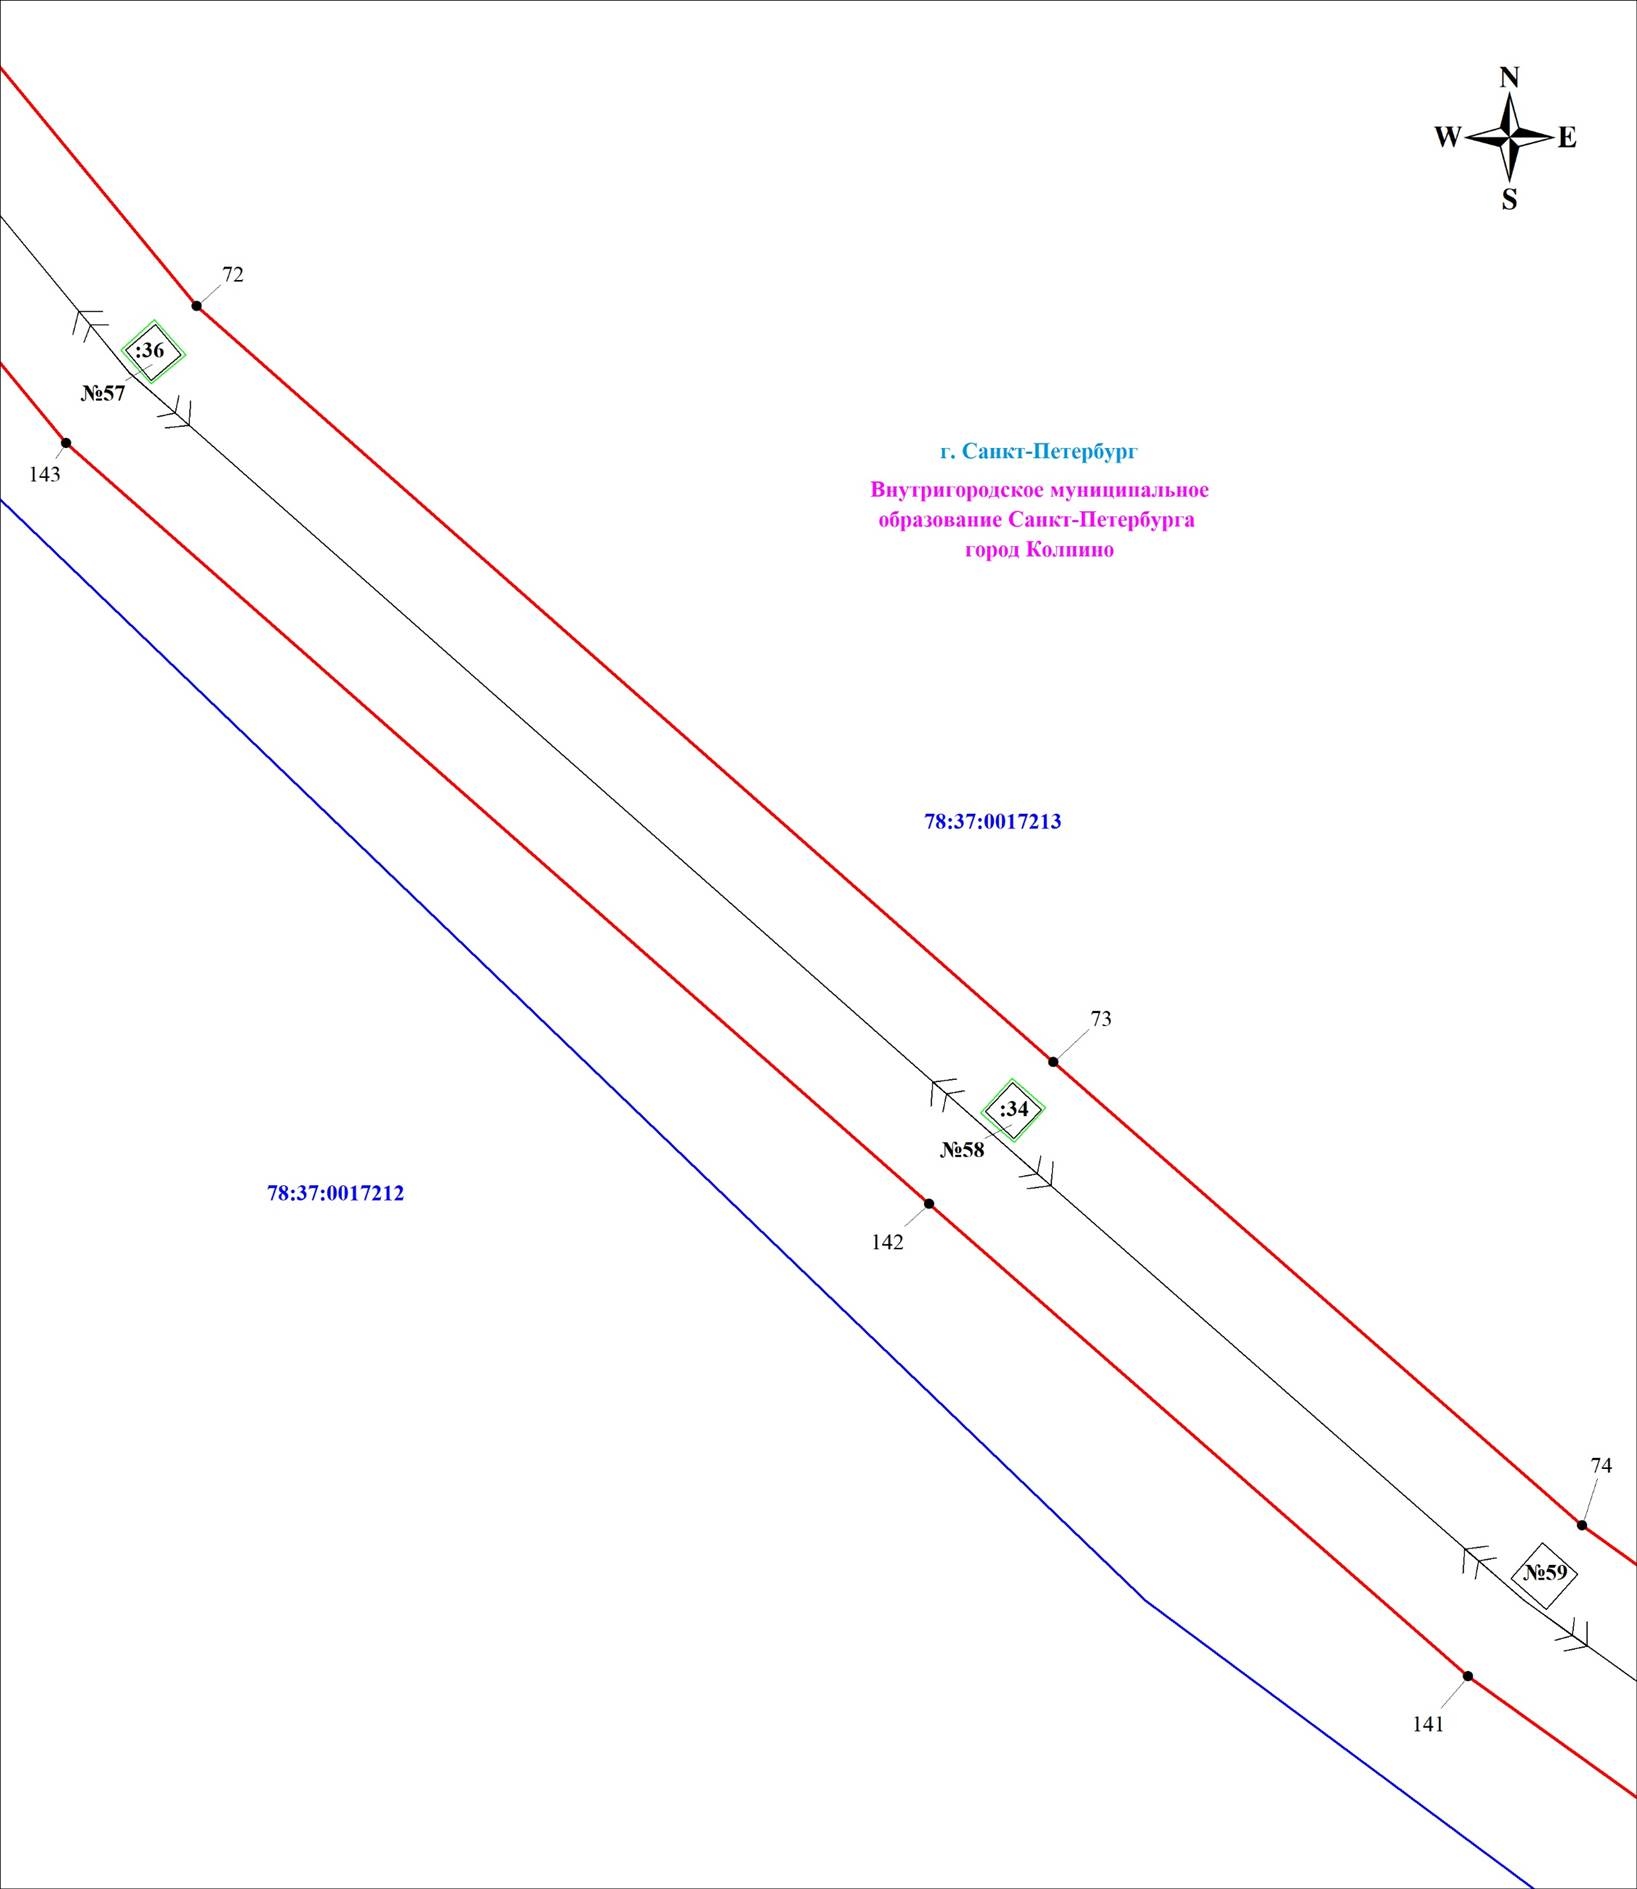 N
W E
S
72
:36
№57
143
г. Санкт-Петербург
Внутригородское муниципальное
образование Санкт-Петербурга
город Колпино
78:37:0017213
73
:34
№58
78:37:0017212
142
74
№59
141